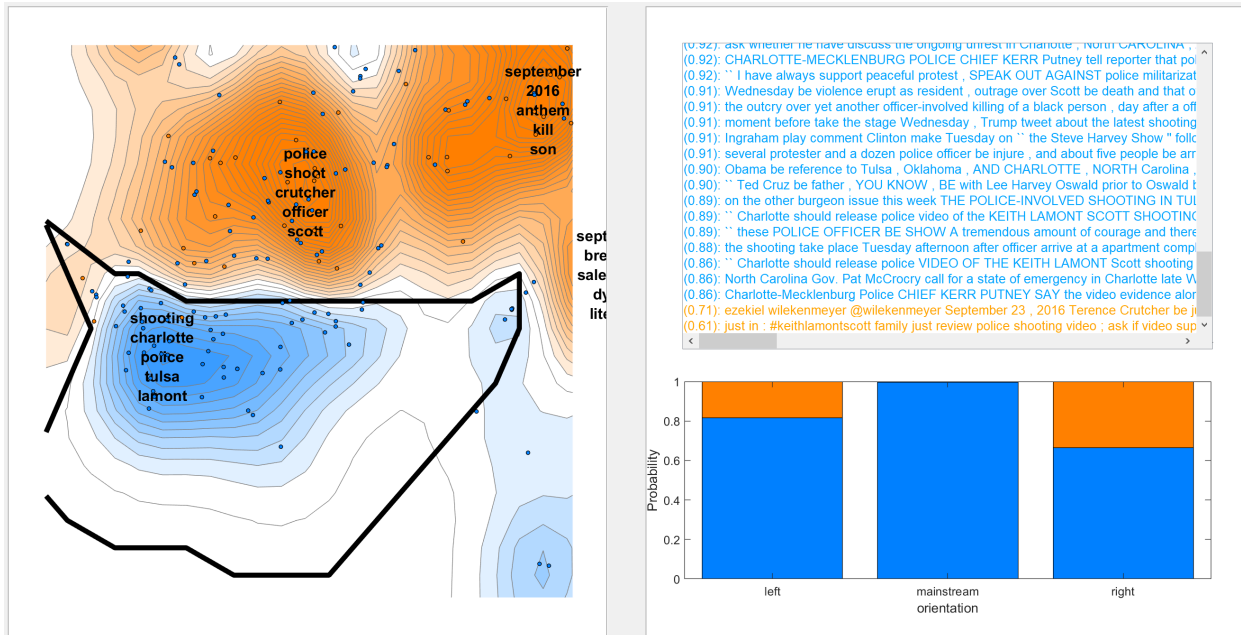 september
2016
anthem
kill
son
police
shoot
crutcher
officer
scott
sept
bre
sale
dy
lite
shooting
charlotte
police
tulsa
lamont
(0.92): ask whether he have discuss the ongoing unrest in Charlotte , North CAROLINA ,
(0.92): CHARLOTTE-MECKLENBURG POLICE CHIEF KERR Putney tell reporter that pol
(0.92): `` I have always support peaceful protest , SPEAK OUT AGAINST police militarizat
(0.91): Wednesday be violence erupt as resident , outrage over Scott be death and that o
(0.91): the outcry over yet another officer-involved killing of a black person , day after a off
(0.91): moment before take the stage Wednesday , Trump tweet about the latest shooting
(0.91): Ingraham play comment Clinton make Tuesday on `` the Steve Harvey Show '' follo
(0.91): several protester and a dozen police officer be injure , and about five people be arr
(0.90): Obama be reference to Tulsa , Oklahoma , AND CHARLOTTE , NORTH Carolina ,
(0.90): `` Ted Cruz be father , YOU KNOW , BE with Lee Harvey Oswald prior to Oswald b
(0.89): on the other burgeon issue this week THE POLICE-INVOLVED SHOOTING IN TUL
(0.89): `` Charlotte should release police video of the KEITH LAMONT SCOTT SHOOTING
(0.89): `` these POLICE OFFICER BE SHOW A tremendous amount of courage and there
(0.88): the shooting take place Tuesday afternoon after officer arrive at a apartment compl
(0.86): `` Charlotte should release police VIDEO OF THE KEITH LAMONT Scott shooting
(0.86): North Carolina Gov. Pat McCrocry call for a state of emergency in Charlotte late W
(0.86): Charlotte-Mecklenburg Police CHIEF KERR PUTNEY SAY the video evidence alon
(0.71): ezekiel wilekenmeyer @wilekenmeyer September 23 , 2016 Terence Crutcher be ju
(0.61): just in : #keithlamontscott family just review police shooting video ; ask if video sup
1
0.8
0.6
0.4
0.2
0
Probability
left
mainstream
right
orientation